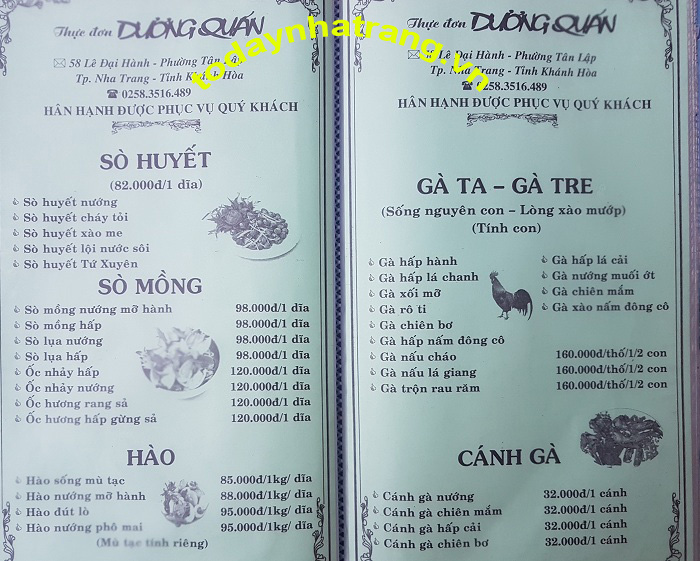 Thực đơn DƯỠNG QUÁN
58 Lê Đại Hành - Phường Tân Lập
Tp. Nha Trang - Tỉnh Khánh Hòa
0258.3516.489
HÂN HẠNH ĐƯỢC PHỤC VỤ QUÝ KHÁCH
SÒ HUYẾT
(82.000đ/1 dĩa)
Sò huyết nướng
Sò huyết cháy tỏi
Sò huyết xào me
Sò huyết lội nước sôi
Sò huyết Tứ Xuyên
SÒ MỒNG
Sò mồng nướng mỡ hành 98.000đ/1 dĩa
Sò mồng hấp 98.000đ/1 dĩa
Sò lụa nướng 98.000đ/1 dĩa
Sò lụa hấp 98.000đ/1 dĩa
Ốc nhảy hấp 120.000đ/1 dĩa
Ốc nhảy nướng 120.000đ/1 dĩa
Ốc hương rang sả 120.000đ/1 dĩa
Ốc hương hấp gừng sả 120.000đ/1 dĩa
HÀO
Hào sống mù tạc 85.000đ/1kg/ dĩa
Hào nướng mỡ hành 88.000đ/1kg/ dĩa
Hào đút lò 95.000đ/1kg/ dĩa
Hào nướng phô mai 95.000đ/1kg/ dĩa
(Mù tạc tính riêng)
Thực đơn DƯỠNG QUÁN
Lê Đại Hành - Phường Tân Lập
Tp. Nha Trang - Tỉnh Khánh Hòa
0258.3516.489
HÂN HẠNH ĐƯỢC PHỤC VỤ QUÝ KHÁCH
GÀ TA – GÀ TRE
(Sống nguyên con – Lòng xào mướp)
(Tính con)
Gà hấp hành
Gà hấp lá chanh
Gà xối mỡ
Gà rô ti
Gà chiên bơ
Gà hấp nấm đông cô
Gà hấp lá cải
Gà nướng muối ớt
Gà chiên mắm
Gà xào nấm đông cô
Gà nấu cháo 160.000đ/thố/1/2 con
Gà nấu lá giang 160.000đ/thố/1/2 con
Gà trộn rau răm 160.000đ/thố/1/2 con
CÁNH GÀ
Cánh gà nướng 32.000đ/1 cánh
Cánh gà chiên mắm 32.000đ/1 cánh
Cánh gà hấp cải 32.000đ/1 cánh
Cánh gà chiên bơ 32.000đ/1 cánh
todaynhatrang.vn